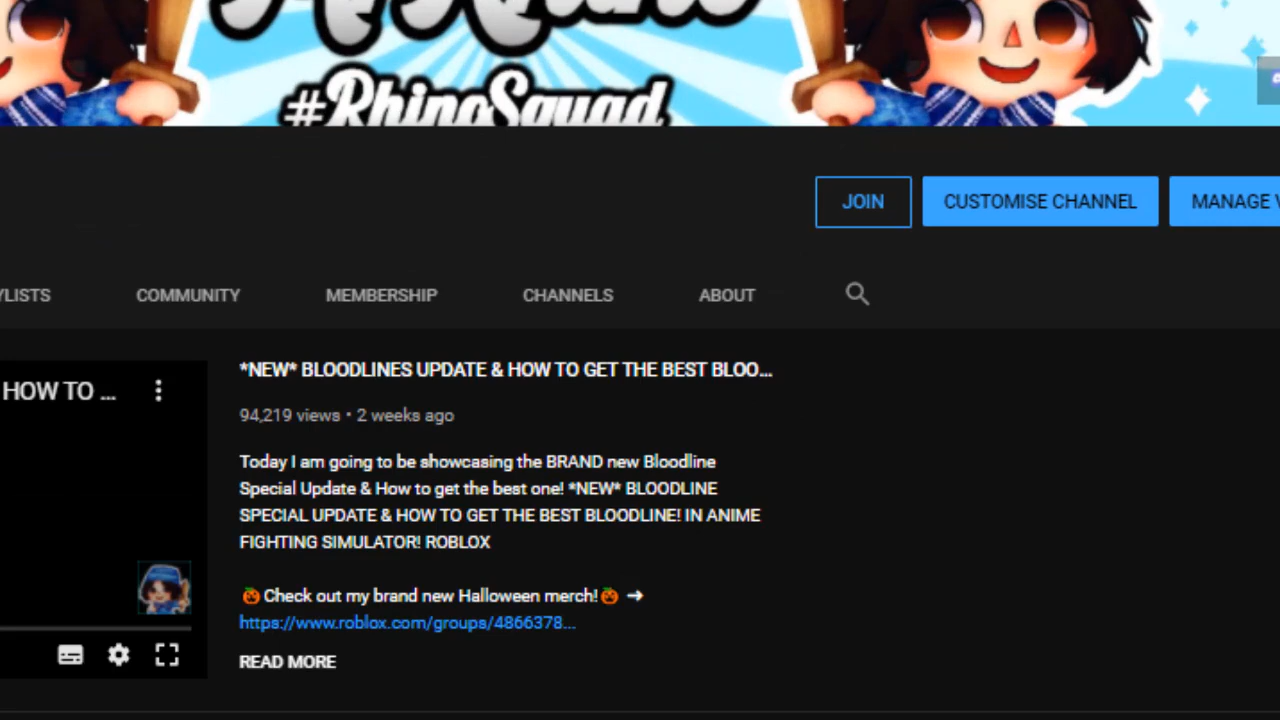 #RhinoSquad
JOIN
CUSTOMISE CHANNEL
MANAGE
COMMUNITY
MEMBERSHIP
CHANNELS
ABOUT
HOW TO ...
*NEW* BLOODLINES UPDATE & HOW TO GET THE BEST BLOO...
94,219 views • 2 weeks ago
Today I am going to be showcasing the BRAND new Bloodline
Special Update & How to get the best one! *NEW* BLOODLINE
SPECIAL UPDATE & HOW TO GET THE BEST BLOODLINE! IN ANIME
FIGHTING SIMULATOR! ROBLOX
🎃Check out my brand new Halloween merch!🎃 ➞
https://www.roblox.com/groups/4866378...
READ MORE